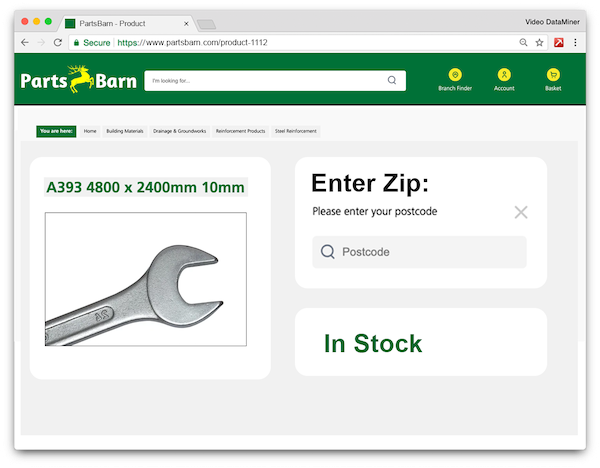 PartsBarn - Product
Video DataMiner
Secure
https://www.partsbarn.com/product-1112
Parts Barn
I'm looking for...
Branch Finder
Account
Basket
You are here:
Home
Building Materials
Drainage & Groundworks
Reinforcement Products
Steel Reinforcement
A393 4800 x 2400mm 10mm
Enter Zip:
Please enter your postcode
Postcode
In Stock